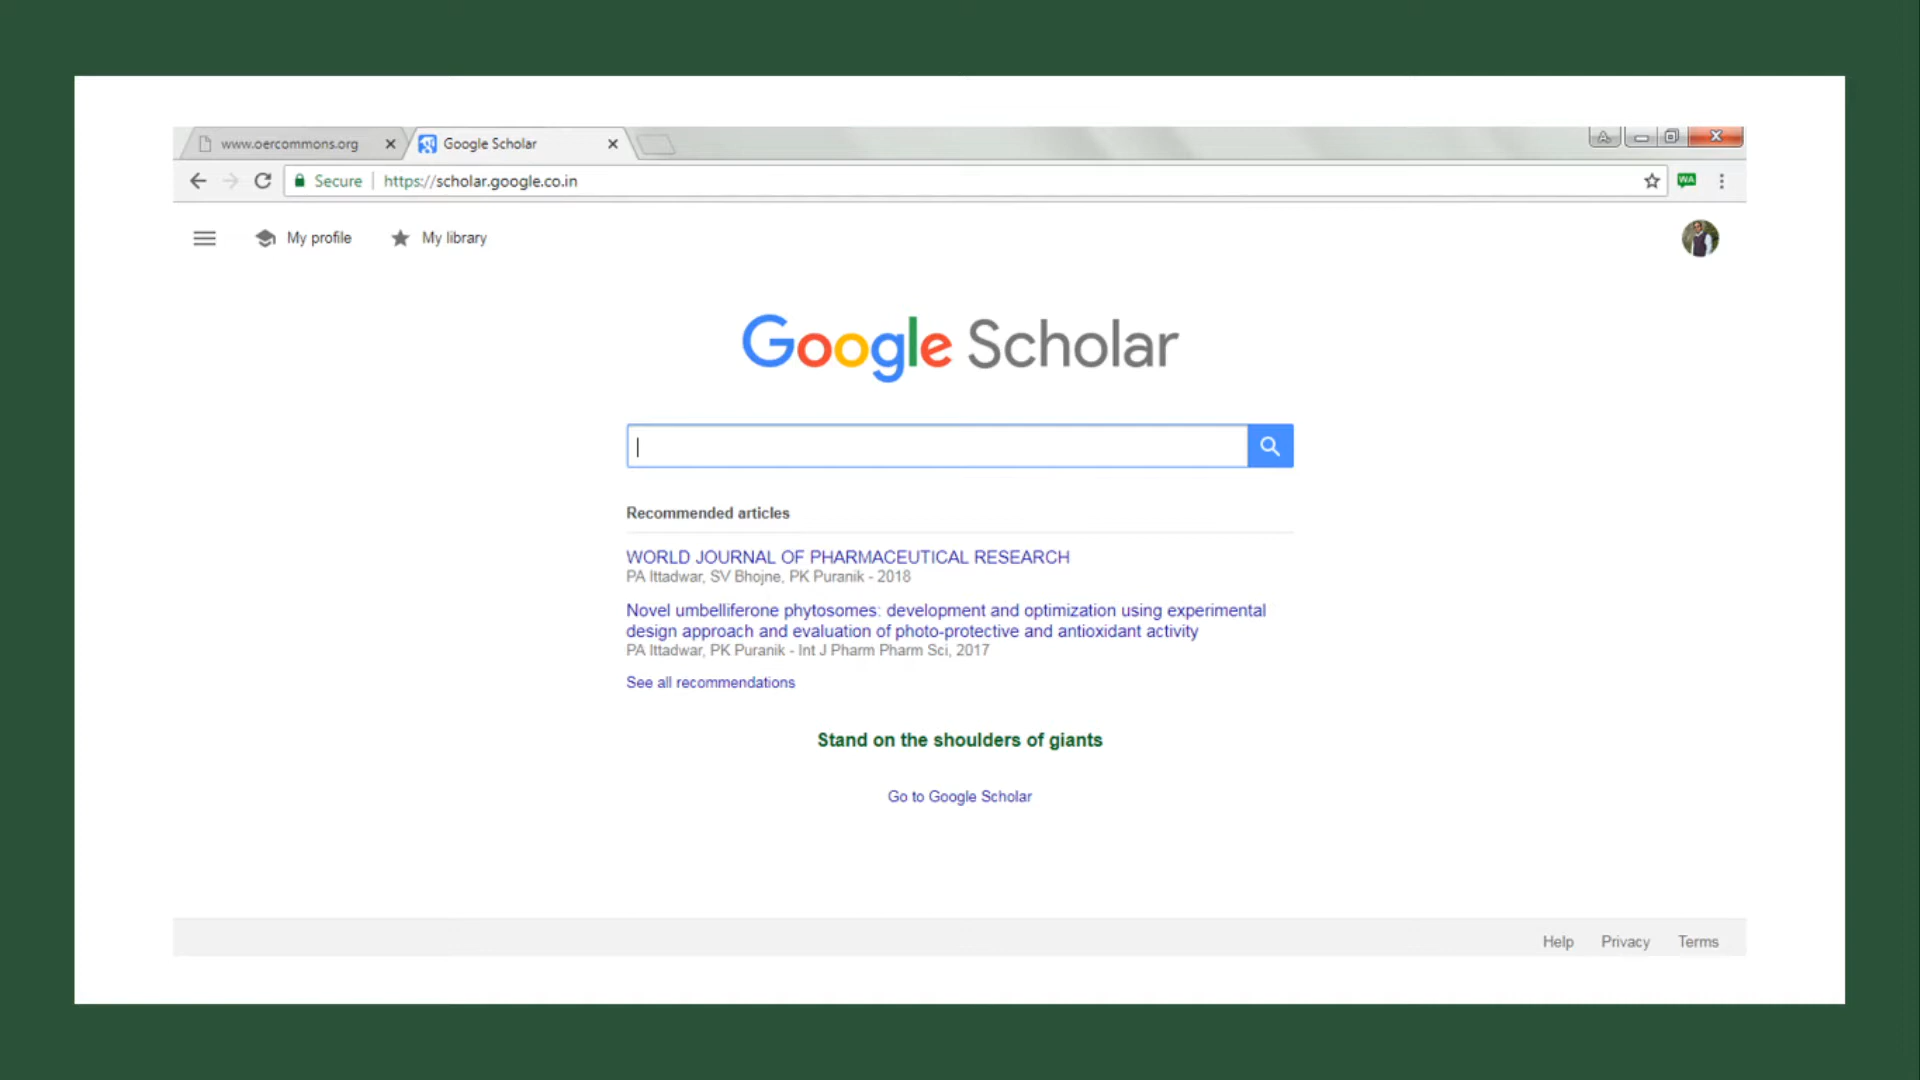 www.oercommons.org
Google Scholar
Secure
https://scholar.google.co.in
WA
My profile
My library
Google Scholar
Recommended articles
WORLD JOURNAL OF PHARMACEUTICAL RESEARCH
PA Ittadwar, SV Bhojne, PK Puranik - 2018
Novel umbelliferone phytosomes: development and optimization using experimental
design approach and evaluation of photo-protective and antioxidant activity
PA Ittadwar, PK Puranik - Int J Pharm Pharm Sci, 2017
See all recommendations
Stand on the shoulders of giants
Go to Google Scholar
Help Privacy Terms